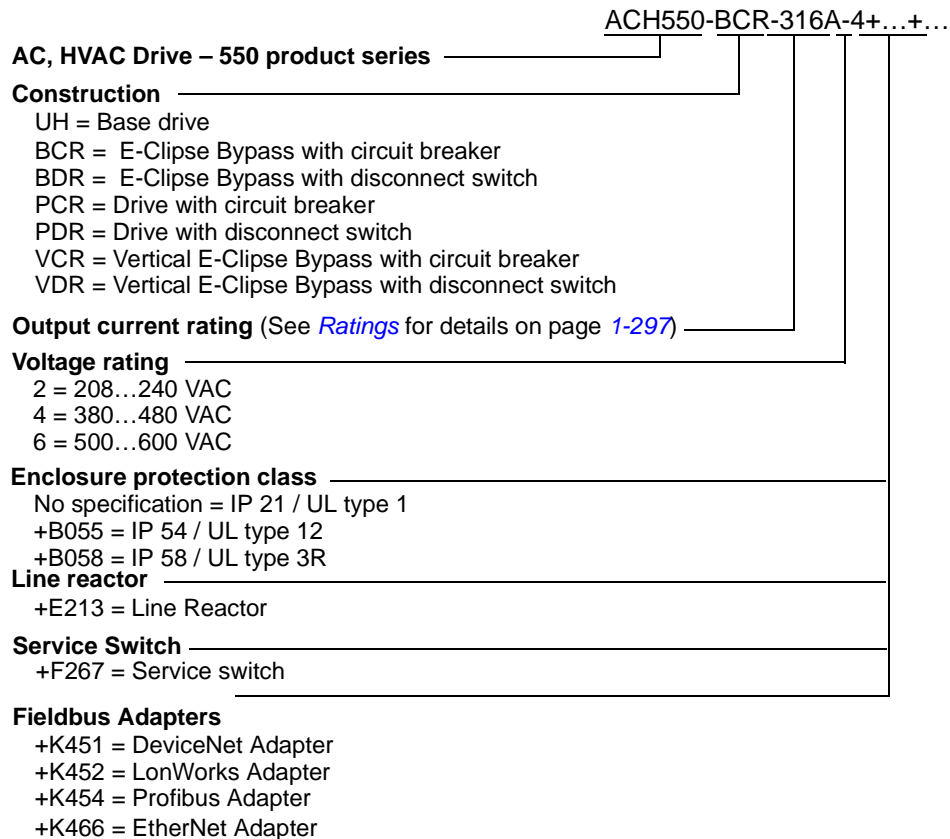 ACH550-BCR-316A-4+…+…
AC, HVAC Drive – 550 product series
Construction
UH = Base drive
BCR = E-Clipse Bypass with circuit breaker
BDR = E-Clipse Bypass with disconnect switch
PCR = Drive with circuit breaker
PDR = Drive with disconnect switch
VCR = Vertical E-Clipse Bypass with circuit breaker
VDR = Vertical E-Clipse Bypass with disconnect switch
Output current rating (See Ratings for details on page 1-297)
Voltage rating
2 = 208…240 VAC
4 = 380…480 VAC
6 = 500…600 VAC
Enclosure protection class
No specification = IP 21 / UL type 1
+B055 = IP 54 / UL type 12
+B058 = IP 58 / UL type 3R
Line reactor
+E213 = Line Reactor
Service Switch
+F267 = Service switch
Fieldbus Adapters
+K451 = DeviceNet Adapter
+K452 = LonWorks Adapter
+K454 = Profibus Adapter
+K466 = EtherNet Adapter